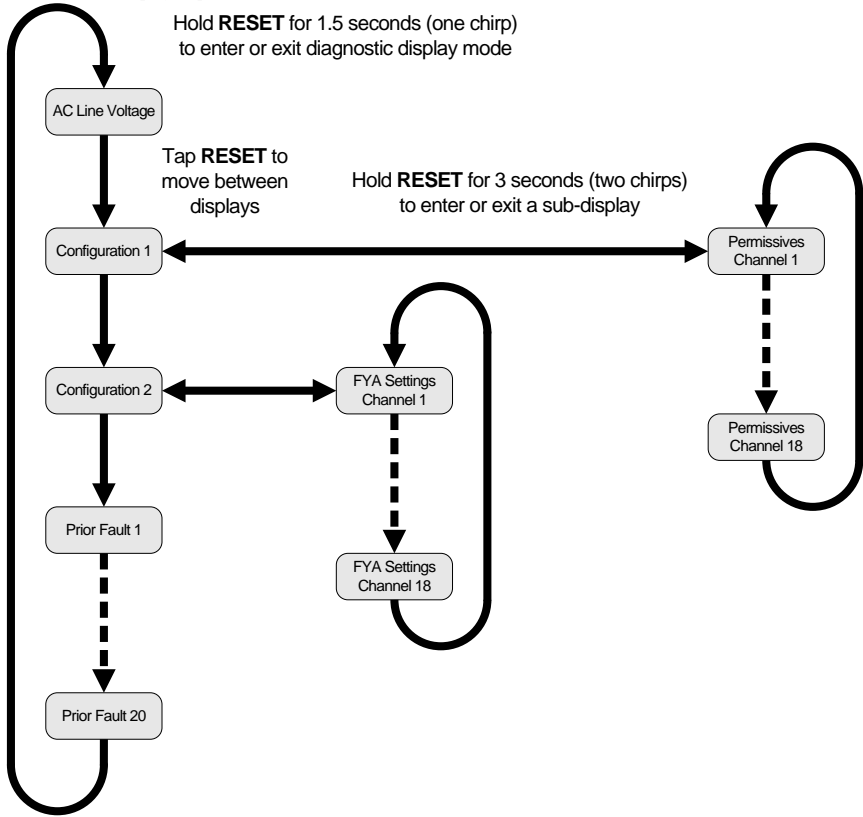 Hold RESET for 1.5 seconds (one chirp)
to enter or exit diagnostic display mode
AC Line Voltage
Tap RESET to
move between
displays
Hold RESET for 3 seconds (two chirps)
to enter or exit a sub-display
Configuration 1
Permissives
Channel 1
Configuration 2
FYA Settings
Channel 1
Permissives
Channel 18
Prior Fault 1
FYA Settings
Channel 18
Prior Fault 20